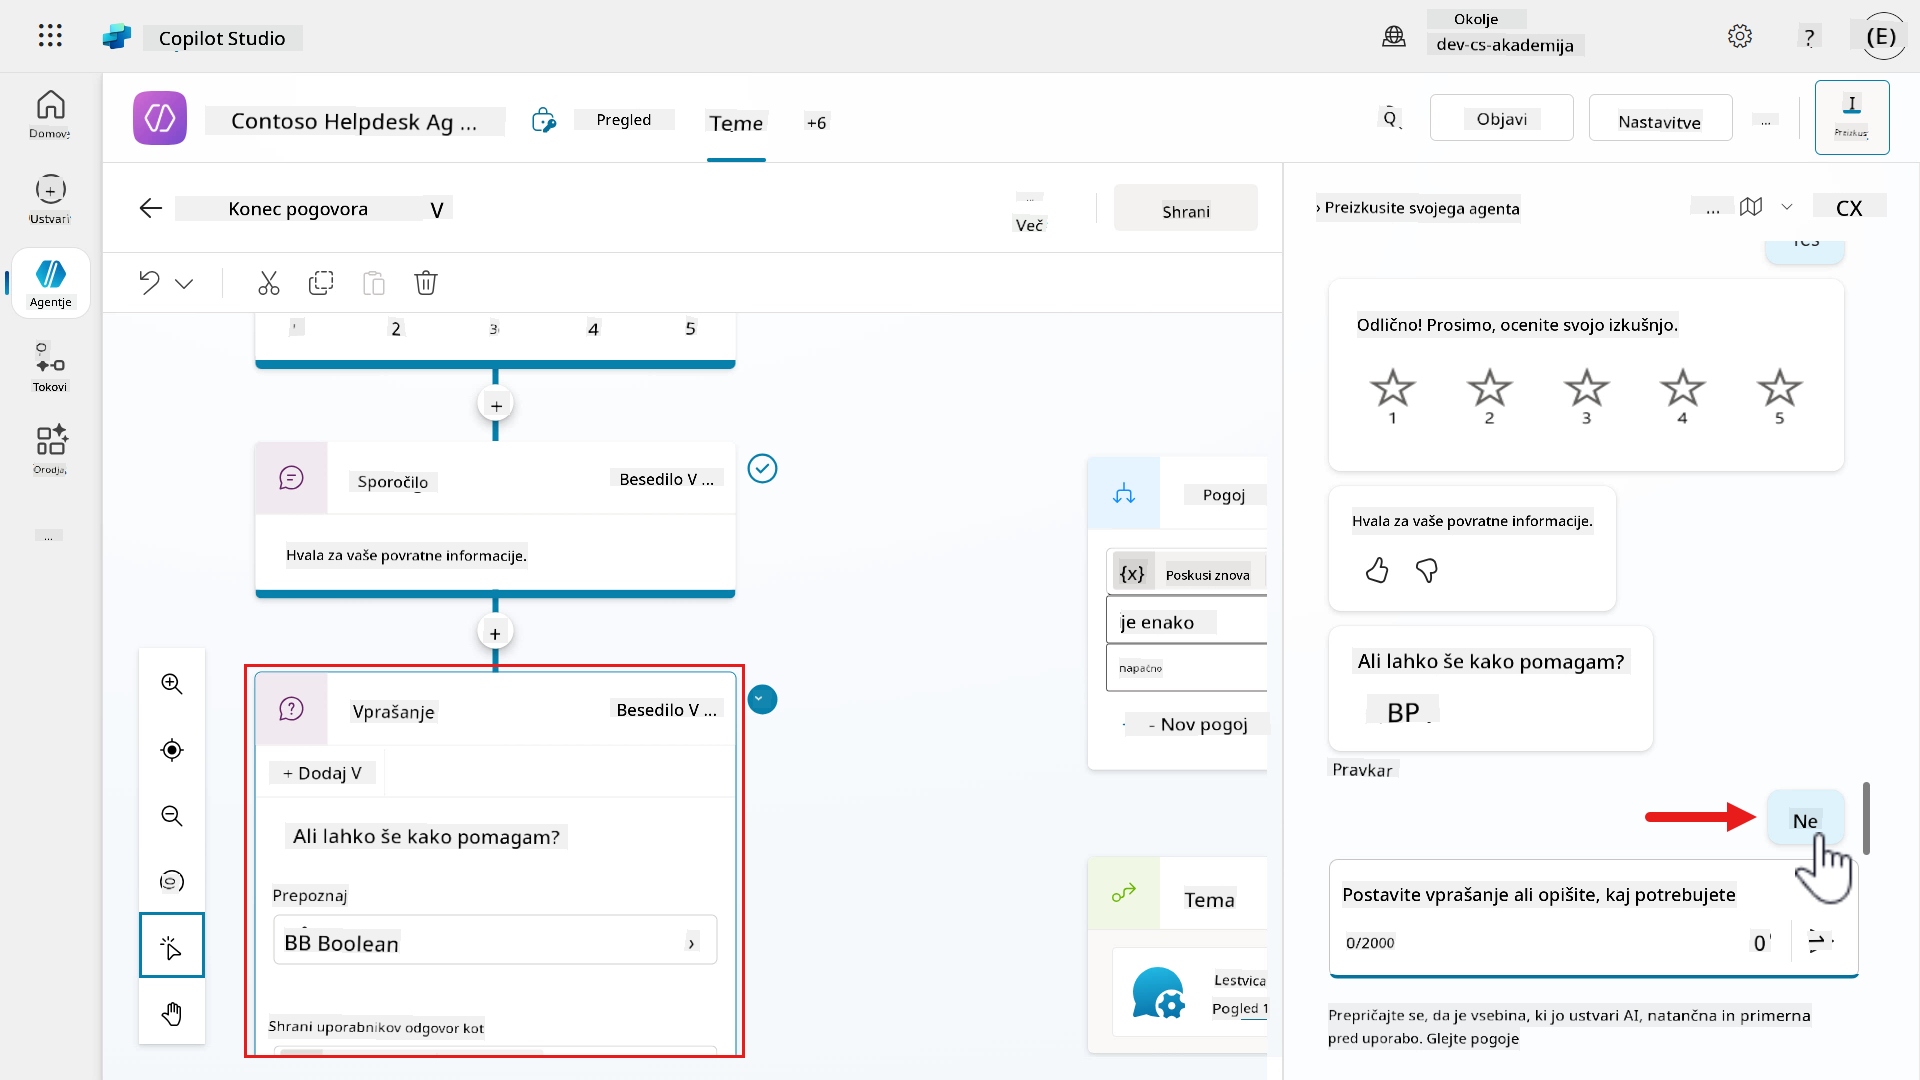 Copilot Studio
Okolje
dev-cs-akademija
?
(E)
Domov
Ustvari
Agentje
Tokovi
Orodja,
...
Contoso Helpdesk Ag ...
Pregled
Teme
+6
Objavi
Nastavitve
...
Konec pogovora
V
...
Več
Shrani
2
3
4
5
+
Sporočilo
Besedilo V ...
Hvala za vaše povratne informacije.
+
Vprašanje
Besedilo V ...
+ Dodaj V
Ali lahko še kako pomagam?
Prepoznaj
BB Boolean
Shrani uporabnikov odgovor kot
Pogoj
{x} Poskusi znova
je enako
napačno
- Nov pogoj
Tema
Lestvica
Pogled 1
› Preizkusite svojega agenta
...
CX
Odlično! Prosimo, ocenite svojo izkušnjo.
1 2 3 4 5
Hvala za vaše povratne informacije.
Ali lahko še kako pomagam?
BP
Pravkar
Ne
Postavite vprašanje ali opišite, kaj potrebujete
0/2000
Prepričajte se, da je vsebina, ki jo ustvari AI, natančna in primerna
pred uporabo. Glejte pogoje